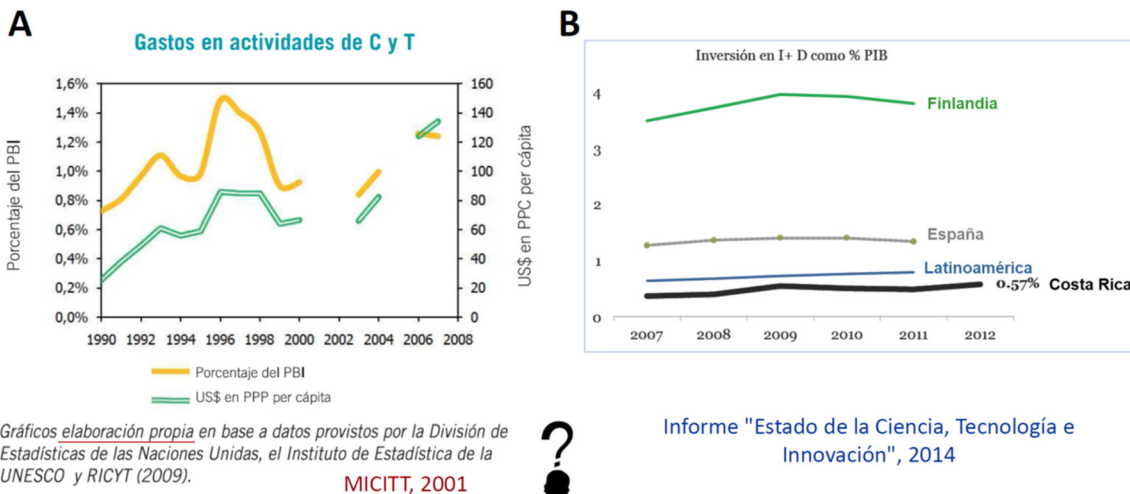 A
Gastos en actividades de C y T
Porcentaje del PBI
1,6%
1,4%
1,2%
1,0%
0,8%
0,6%
0,4%
0,2%
0,0%
160
140
120
100
80
60
40
20
0
US$ en PPC per cápita
1990 1992 1994 1996 1998 2000 2002 2004 2006 2008
Porcentaje del PBI
US$ en PPP per cápita
Gráficos elaboración propia en base a datos provistos por la División de
Estadísticas de las Naciones Unidas, el Instituto de Estadística de la
UNESCO y RICYT (2009).
MICITT, 2001
?
B
Inversión en I+ D como % PIB
4
3
2
1
0
Finlandia
España
Latinoamérica
0.57% Costa Rica
2007 2008 2009 2010 2011 2012
Informe "Estado de la Ciencia, Tecnología e
Innovación", 2014